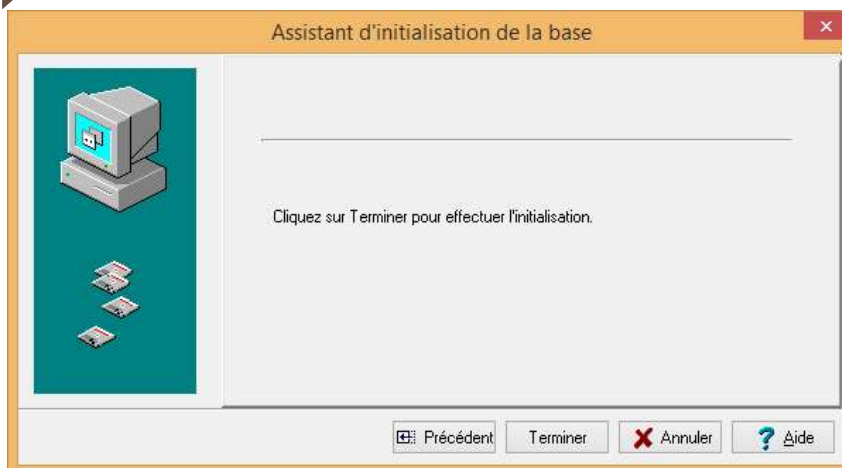 Assistant d'initialisation de la base
Cliquez sur Terminer pour effectuer l'initialisation.
Précédent Terminer Annuler Aide